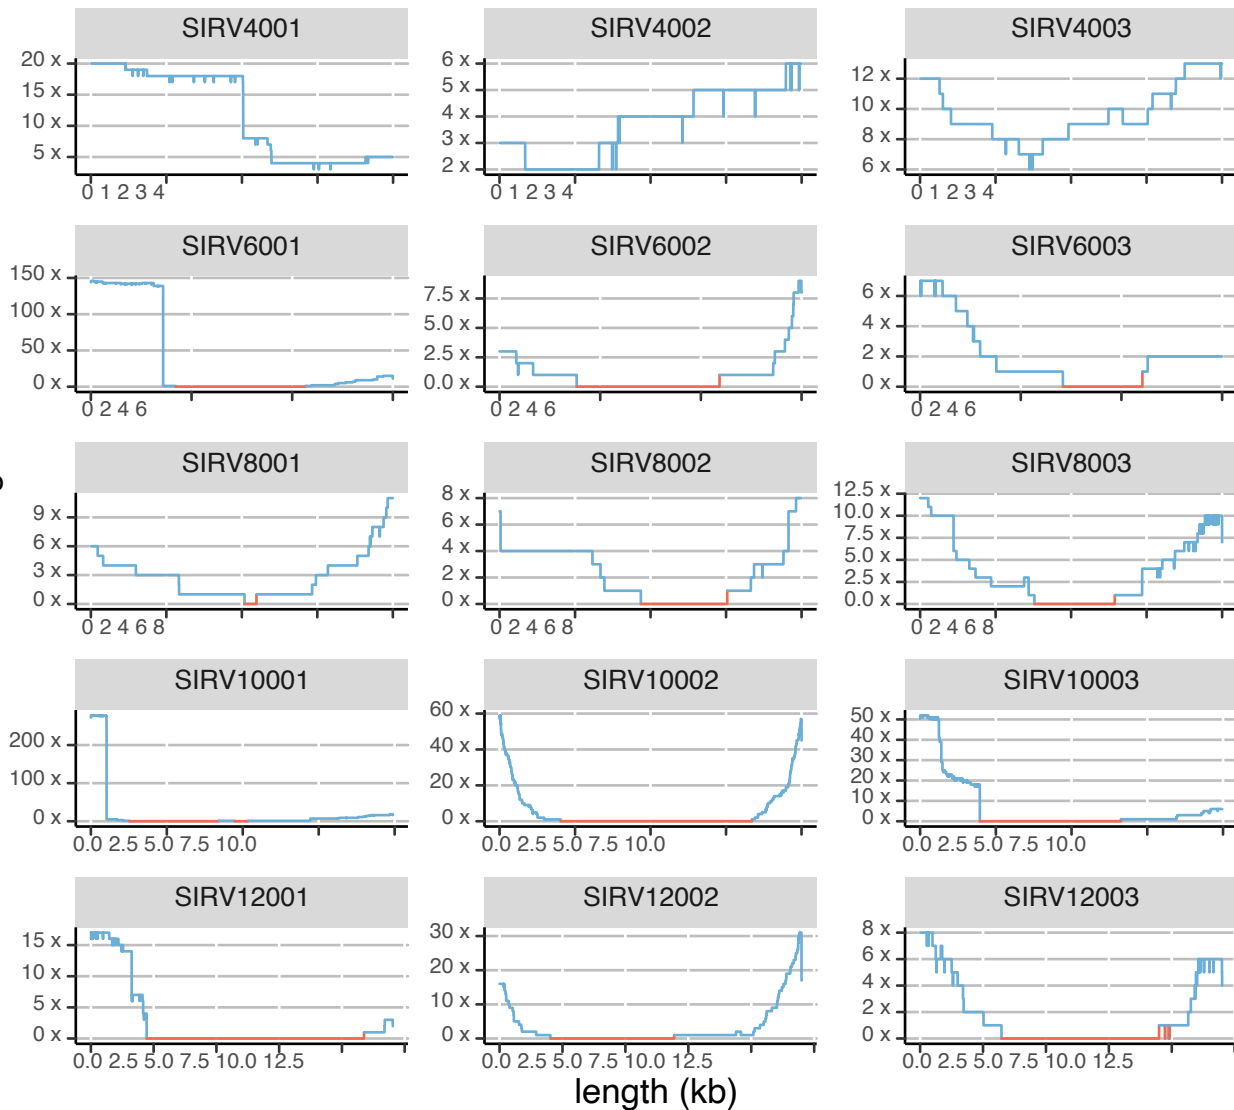 SIRV4001 SIRV4002 SIRV4003
20 x
15 x
10 x
5 x
0 1 2 3 4
6 x
5 x
4 x
3 x
2 x
0 1 2 3 4
12 x
10 x
8 x
6 x
0 1 2 3 4
SIRV6001 SIRV6002 SIRV6003
150 x
100 x
50 x
0 x
0 2 4 6
7.5 x
5.0 x
2.5 x
0.0 x
0 2 4 6
6 x
4 x
2 x
0 x
0 2 4 6
SIRV8001 SIRV8002 SIRV8003
9 x
6 x
3 x
0 x
0 2 4 6 8
8 x
6 x
4 x
2 x
0 x
0 2 4 6 8
12.5 x
10.0 x
7.5 x
5.0 x
2.5 x
0.0 x
0 2 4 6 8
SIRV10001 SIRV10002 SIRV10003
200 x
100 x
0 x
0.0 2.5 5.0 7.5 10.0
60 x
40 x
20 x
0 x
0.0 2.5 5.0 7.5 10.0
50 x
40 x
30 x
20 x
10 x
0 x
0.0 2.5 5.0 7.5 10.0
SIRV12001 SIRV12002 SIRV12003
15 x
10 x
5 x
0 x
0.0 2.5 5.0 7.5 10.0 12.5
30 x
20 x
10 x
0 x
0.0 2.5 5.0 7.5 10.0 12.5
8 x
6 x
4 x
2 x
0 x
0.0 2.5 5.0 7.5 10.0 12.5
length (kb)